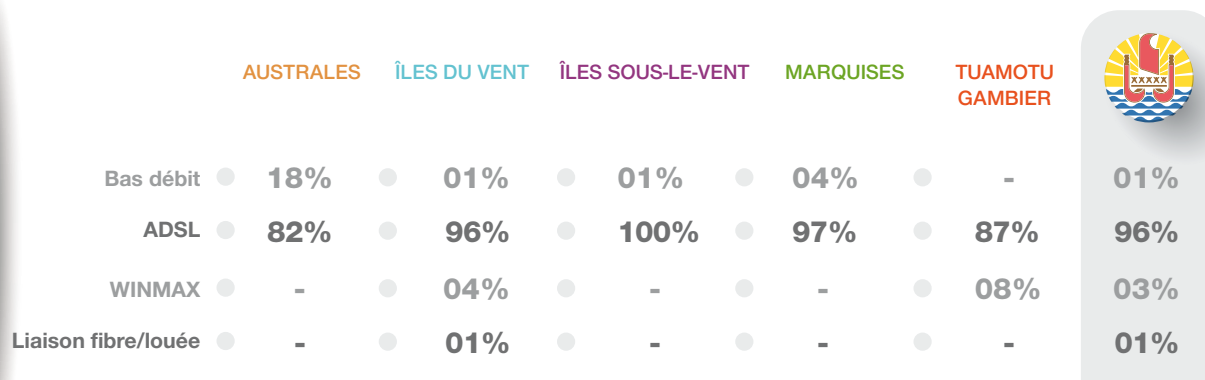 AUSTRALES ÎLES DU VENT ÎLES SOUS-LE-VENT MARQUISES TUAMOTU
GAMBIER
Bas débit 18% 01% 01% 04% - 01%
ADSL 82% 96% 100% 97% 87% 96%
WINMAX - 04% - - 08% 03%
Liaison fibre/louée - 01% - - - 01%